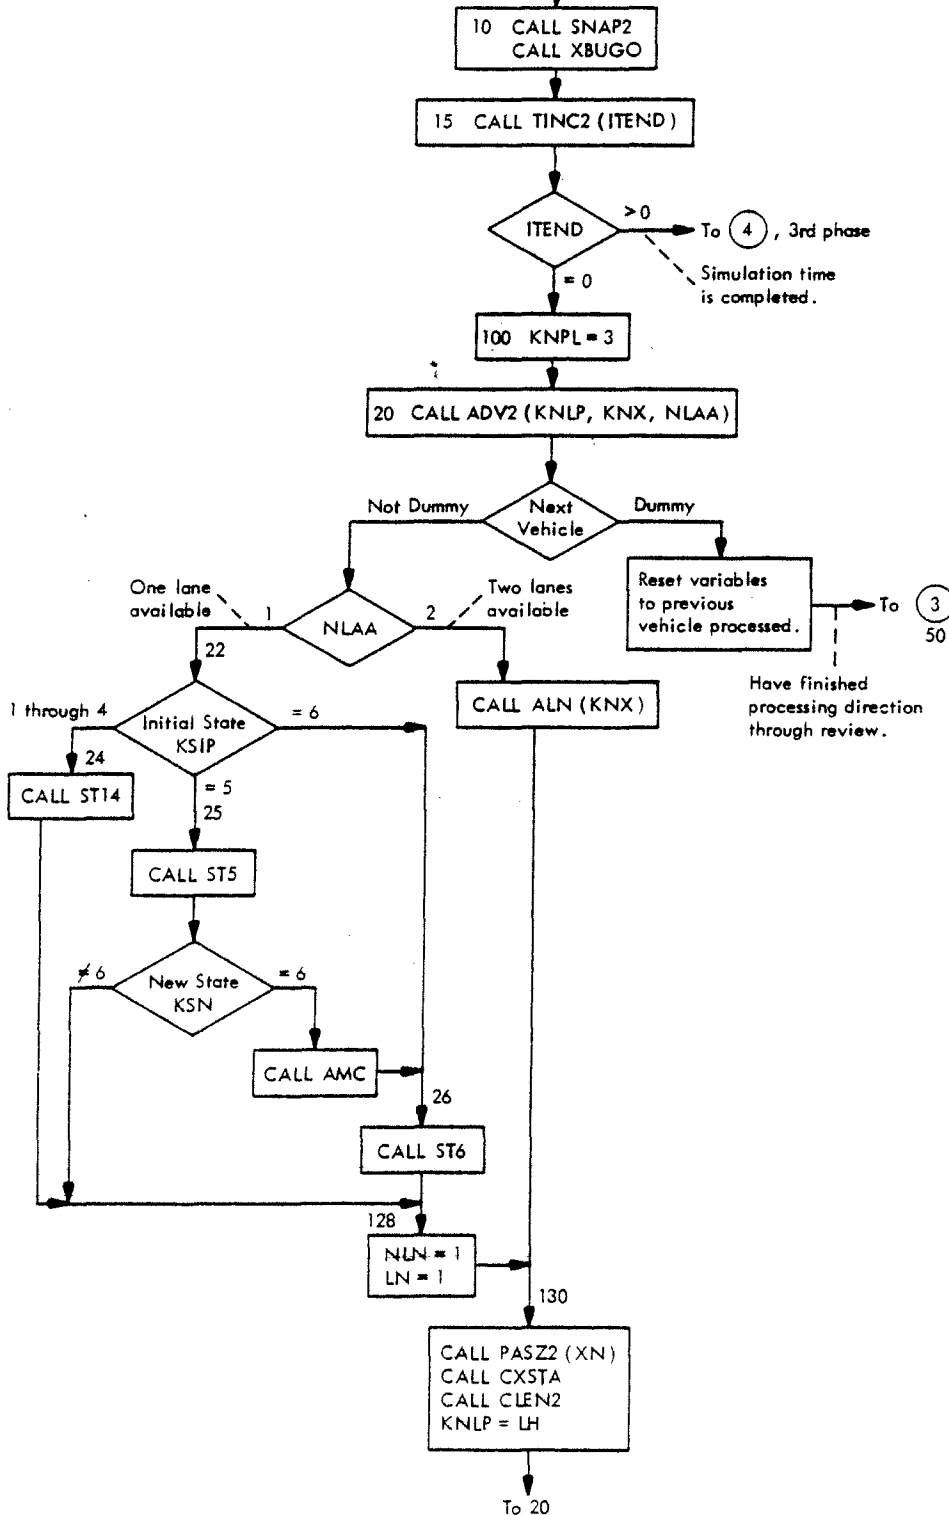 10 CALL SNAP2
CALL XBUGO
15 CALL TINC2 (ITEND)
ITEND
> 0
To 4 , 3rd phase
Simulation time
is completed.
= 0
100 KNPL = 3
20 CALL ADV2 (KNLP, KNX, NLAA)
Next
Vehicle
Not Dummy
Dummy
Reset variables
to previous
vehicle processed.
To 3
50
Have finished
processing direction
through review.
One lane
available
1
NLAA
2
Two lanes
available
22
CALL ALN (KNX)
1 through 4
Initial State
KSIP
= 6
24
CALL ST14
= 5
25
CALL ST5
≠ 6
New State
KSN
= 6
CALL AMC
26
CALL ST6
128
NLN = 1
LN = 1
130
CALL PASZ2 (XN)
CALL CXSTA
CALL CLEN2
KNLP = LH
To 20